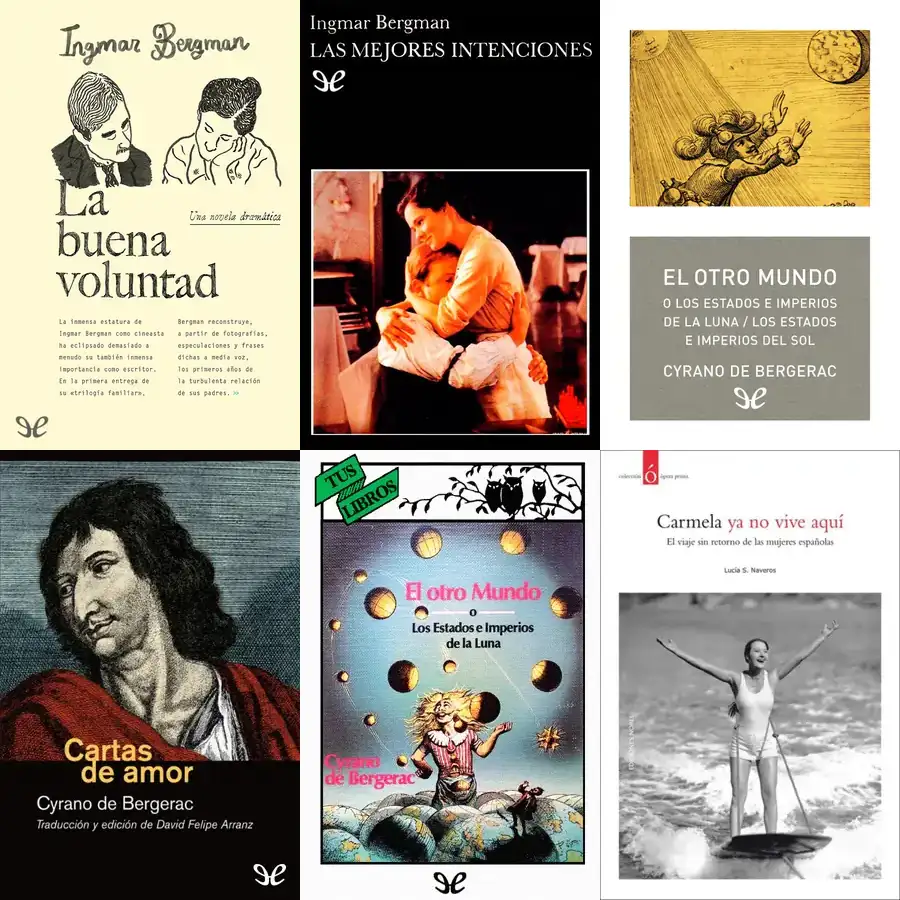 Ingmar Bergman
La
buena
voluntad
Una novela dramática
La inmensa estatura de
Ingmar Bergman como cineasta
ha eclipsado demasiado a
menudo su también inmensa
importancia como escritor.
En la primera entrega de
su «trilogía familiar»,
Bergman reconstruye,
a partir de fotografías,
especulaciones y frases
dichas a media voz,
los primeros años de
la turbulenta relación
de sus padres. >>
Ingmar Bergman
LAS MEJORES INTENCIONES
EL OTRO MUNDO
O LOS ESTADOS E IMPERIOS
DE LA LUNA / LOS ESTADOS
E IMPERIOS DEL SOL
CYRANO DE BERGERAC
Cartas
de amor
Cyrano de Bergerac
Traducción y edición de David Felipe Arranz
TUS
LIBROS
El otro Mundo
o
Los Estados e Imperios
de la Luna
Cyrano
de Bergerac
colección ó ópera prima
Carmela ya no vive aquí
El viaje sin retorno de las mujeres españolas
Lucía S. Naveros